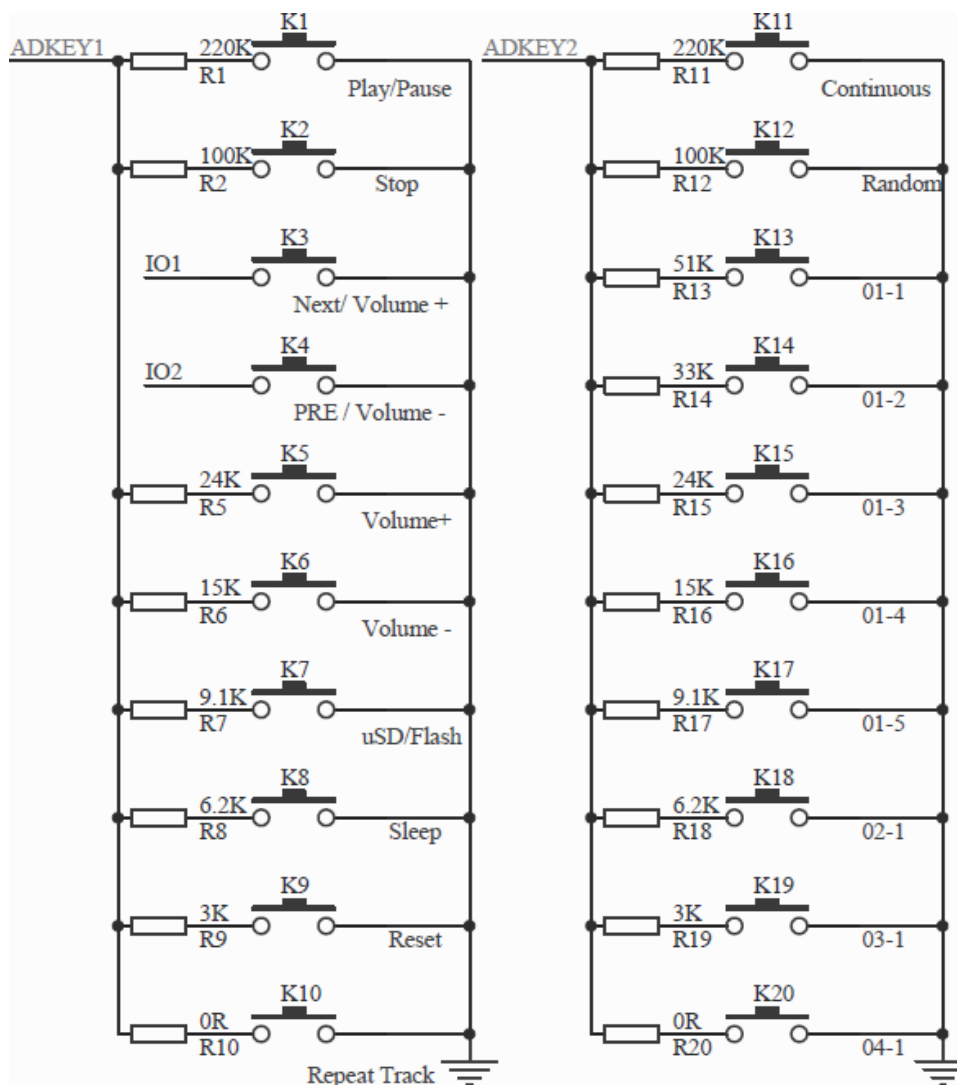 K1
ADKEY1 220K
R1 Play/Pause
K2
100K
R2 Stop
K3
IO1
Next/ Volume +
K4
IO2
PRE / Volume -
K5
24K
R5 Volume+
K6
15K
R6 Volume -
K7
9.1K
R7 uSD/Flash
K8
6.2K
R8 Sleep
K9
3K
R9 Reset
K10
0R
R10
Repeat Track
K11
ADKEY2 220K
R11 Continuous
K12
100K
R12 Random
K13
51K
R13 01-1
K14
33K
R14 01-2
K15
24K
R15 01-3
K16
15K
R16 01-4
K17
9.1K
R17 01-5
K18
6.2K
R18 02-1
K19
3K
R19 03-1
K20
0R
R20 04-1